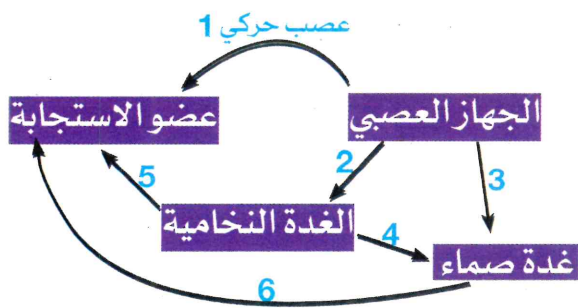 عصب حركي 1
الجهاز العصبي
عضو الاستجابة
2
3
5
الغدة النخامية
4
غدة صماء
6